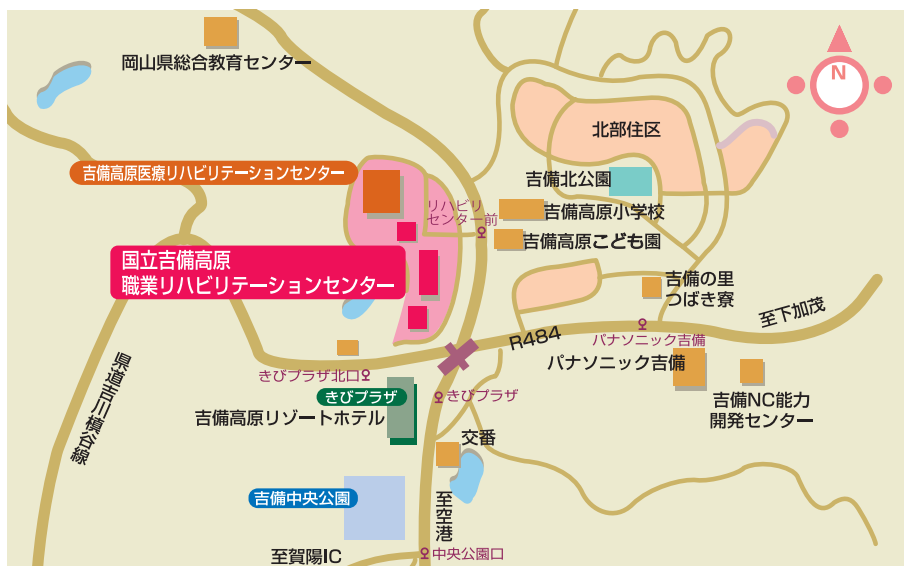 岡山県総合教育センター
N
北部住区
吉備高原医療リハビリテーションセンター
吉備北公園
リハビリ
センター前
吉備高原小学校
吉備高原こども園
国立吉備高原
職業リハビリテーションセンター
吉備の里
つばき寮
至下加茂
R484
パナソニック吉備
パナソニック吉備
きびプラザ北口
県道吉川槙谷線
きびプラザ
きびプラザ
吉備高原リゾートホテル
吉備NC能力
開発センター
交番
吉備中央公園
至空港
至賀陽IC
中央公園口